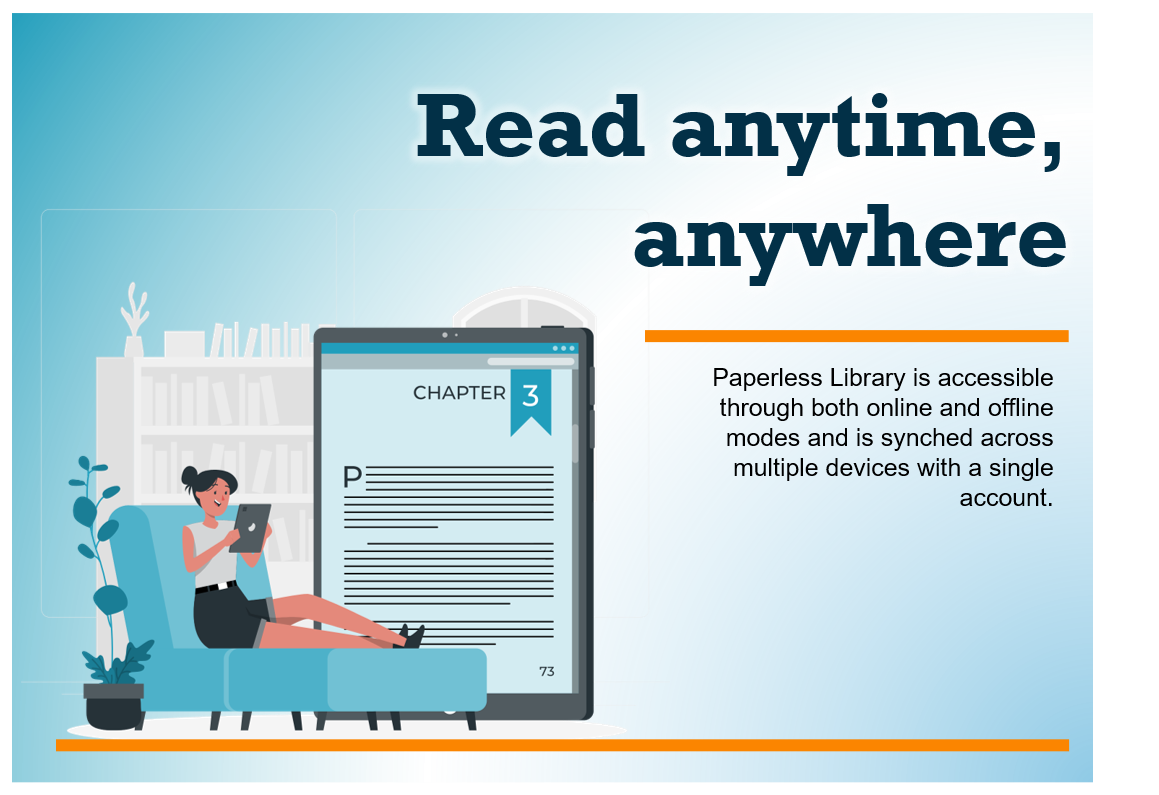 Read anytime,
anywhere
Paperless Library is accessible
through both online and offline
modes and is synched across
multiple devices with a single
account.
CHAPTER 3
P
73